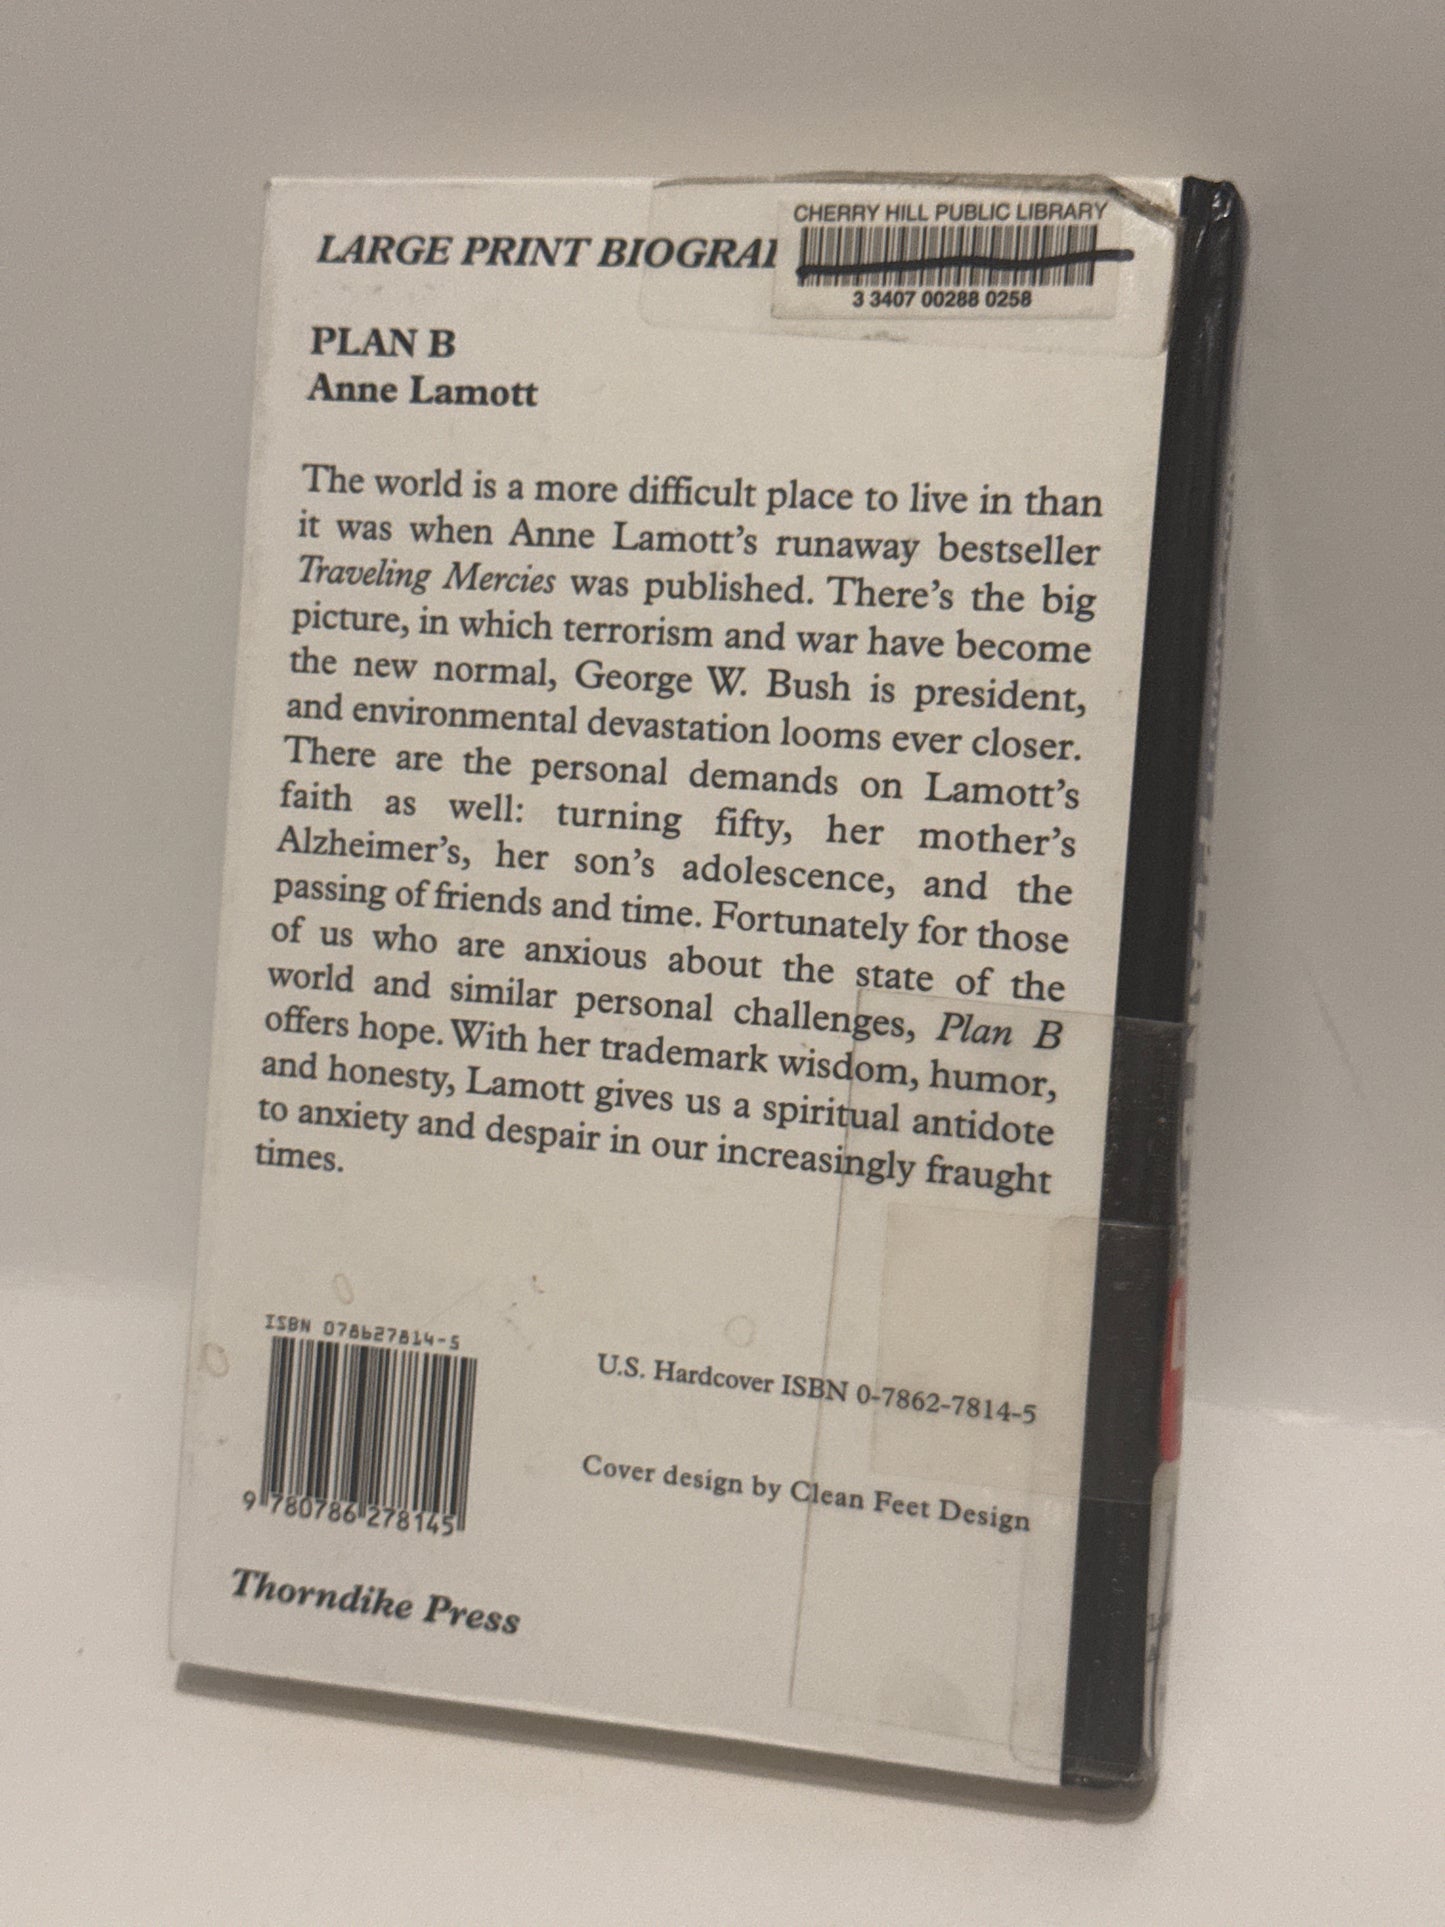 CHERRY HILL PUBLIC LIBRARY
3 3407 00288 0258
LARGE PRINT BIOGRA
PLAN B
Anne Lamott
The world is a more difficult place to live in than
it was when Anne Lamott's runaway bestseller
Traveling Mercies was published. There's the big
picture, in which terrorism and war have become
the new normal, George W. Bush is president,
and environmental devastation looms ever closer.
There are the personal demands on Lamott's
faith as well: turning fifty, her mother's
Alzheimer's, her son's adolescence, and the
passing of friends and time. Fortunately for those
of us who are anxious about the state of the
world and similar personal challenges, Plan B
offers hope. With her trademark wisdom, humor,
and honesty, Lamott gives us a spiritual antidote
to anxiety and despair in our increasingly fraught
times.
ISBN 078627814-5
9 780786 278145
U.S. Hardcover ISBN 0-7862-7814-5
Cover design by Clean Feet Design
Thorndike Press